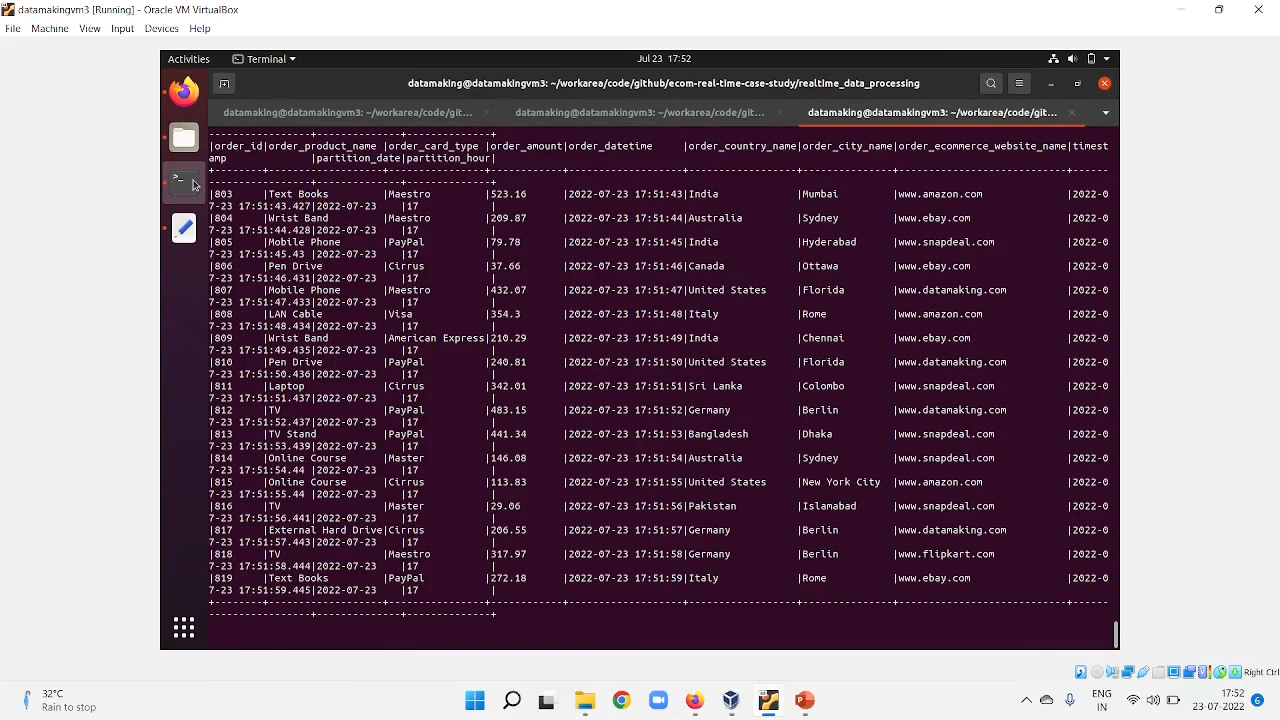 datamakingvm3 [Running] - Oracle VM VirtualBox
File Machine View Input Devices Help
Activities Terminal Jul 23 17:52
datamaking@datamakingvm3: ~/workarea/code/github/ecom-real-time-case-study/realtime_data_processing
datamaking@datamakingvm3: ~/workarea/code/git... datamaking@datamakingvm3: ~/workarea/code/git... datamaking@datamakingvm3: ~/workarea/code/git...
+--------+------------------+---------------+------------+-------------------+------------------+---------------+----------------------------+------
|order_id|order_product_name |order_card_type |order_amount|order_datetime |order_country_name|order_city_name|order_ecommerce_website_name|timest
amp |partition_date|partition_hour|
|803 |Text Books |Maestro |523.16 |2022-07-23 17:51:43|India |Mumbai |www.amazon.com |2022-0
7-23 17:51:43.427|2022-07-23 |17 |
|804 |Wrist Band |Maestro |209.87 |2022-07-23 17:51:44|Australia |Sydney |www.ebay.com |2022-0
7-23 17:51:44.428|2022-07-23 |17 |
|805 |Mobile Phone |PayPal |79.78 |2022-07-23 17:51:45|India |Hyderabad |www.snapdeal.com |2022-0
7-23 17:51:45.43 |2022-07-23 |17 |
|806 |Pen Drive |Cirrus |37.66 |2022-07-23 17:51:46|Canada |Ottawa |www.ebay.com |2022-0
7-23 17:51:46.431|2022-07-23 |17 |
|807 |Mobile Phone |Maestro |432.07 |2022-07-23 17:51:47|United States |Florida |www.datamaking.com |2022-0
7-23 17:51:47.433|2022-07-23 |17 |
|808 |LAN Cable |Visa |354.3 |2022-07-23 17:51:48|Italy |Rome |www.amazon.com |2022-0
7-23 17:51:48.434|2022-07-23 |17 |
|809 |Wrist Band |American Express|210.29 |2022-07-23 17:51:49|India |Chennai |www.ebay.com |2022-0
7-23 17:51:49.435|2022-07-23 |17 |
|810 |Pen Drive |PayPal |240.81 |2022-07-23 17:51:50|United States |Florida |www.datamaking.com |2022-0
7-23 17:51:50.436|2022-07-23 |17 |
|811 |Laptop |Cirrus |342.01 |2022-07-23 17:51:51|Sri Lanka |Colombo |www.snapdeal.com |2022-0
7-23 17:51:51.437|2022-07-23 |17 |
|812 |TV |PayPal |483.15 |2022-07-23 17:51:52|Germany |Berlin |www.datamaking.com |2022-0
7-23 17:51:52.437|2022-07-23 |17 |
|813 |TV Stand |PayPal |441.34 |2022-07-23 17:51:53|Bangladesh |Dhaka |www.snapdeal.com |2022-0
7-23 17:51:53.439|2022-07-23 |17 |
|814 |Online Course |Master |146.08 |2022-07-23 17:51:54|Australia |Sydney |www.snapdeal.com |2022-0
7-23 17:51:54.44 |2022-07-23 |17 |
|815 |Online Course |Cirrus |113.83 |2022-07-23 17:51:55|United States |New York City |www.amazon.com |2022-0
7-23 17:51:55.44 |2022-07-23 |17 |
|816 |TV |Master |29.06 |2022-07-23 17:51:56|Pakistan |Islamabad |www.snapdeal.com |2022-0
7-23 17:51:56.441|2022-07-23 |17 |
|817 |External Hard Drive|Cirrus |206.55 |2022-07-23 17:51:57|Germany |Berlin |www.datamaking.com |2022-0
7-23 17:51:57.443|2022-07-23 |17 |
|818 |TV |Maestro |317.97 |2022-07-23 17:51:58|Germany |Berlin |www.flipkart.com |2022-0
7-23 17:51:58.444|2022-07-23 |17 |
|819 |Text Books |PayPal |272.18 |2022-07-23 17:51:59|Italy |Rome |www.ebay.com |2022-0
7-23 17:51:59.445|2022-07-23 |17 |
Right Ctrl
32°C
Rain to stop
ENG
IN
17:52
23-07-2022
6